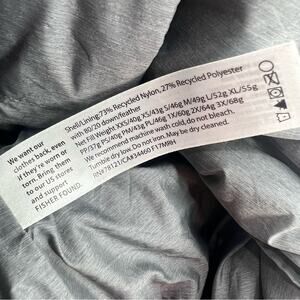 We want our
clothes back, even
if they're worn or
torn. Bring them
to our US stores
and support
FISHER.FOUND.
Shell/Lining:73% Recycled Nylon, 27% Recycled Polyester
with 80/20 down/feather
Net Fill Weight:XXS/40g XS/43g S/46g M/49g L/52g XL/55g
PP/37g PS/40g PM/43g PL/46g 1X/60g 2X/64g 3X/68g
We recommend machine wash cold, do not bleach.
Tumble dry low. Do not iron. May be dry cleaned.
RN#78121/CA#34460 F17MRH